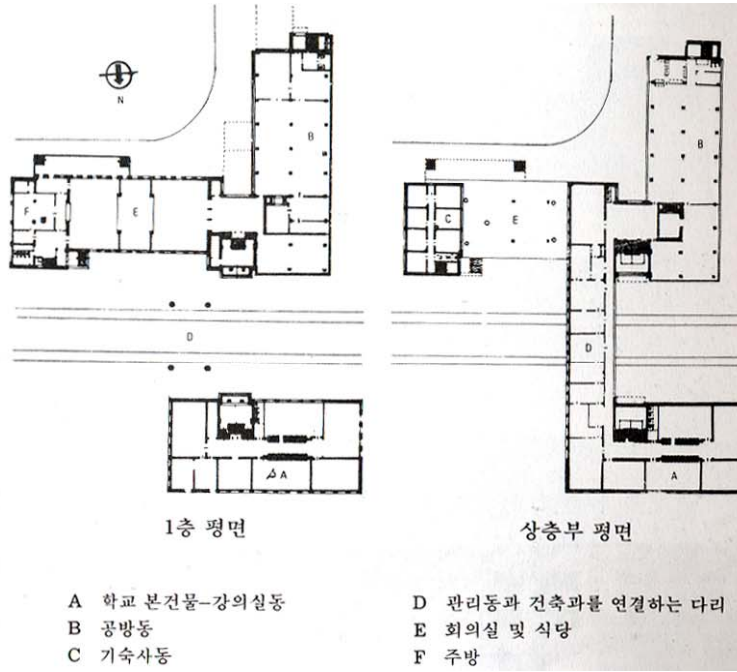 N
B
B
F
E
C
E
D
D
A
A
1층 평면
상층부 평면
A 학교 본건물–강의실동
B 공방동
C 기숙사동
D 관리동과 건축과를 연결하는 다리
E 회의실 및 식당
F 주방